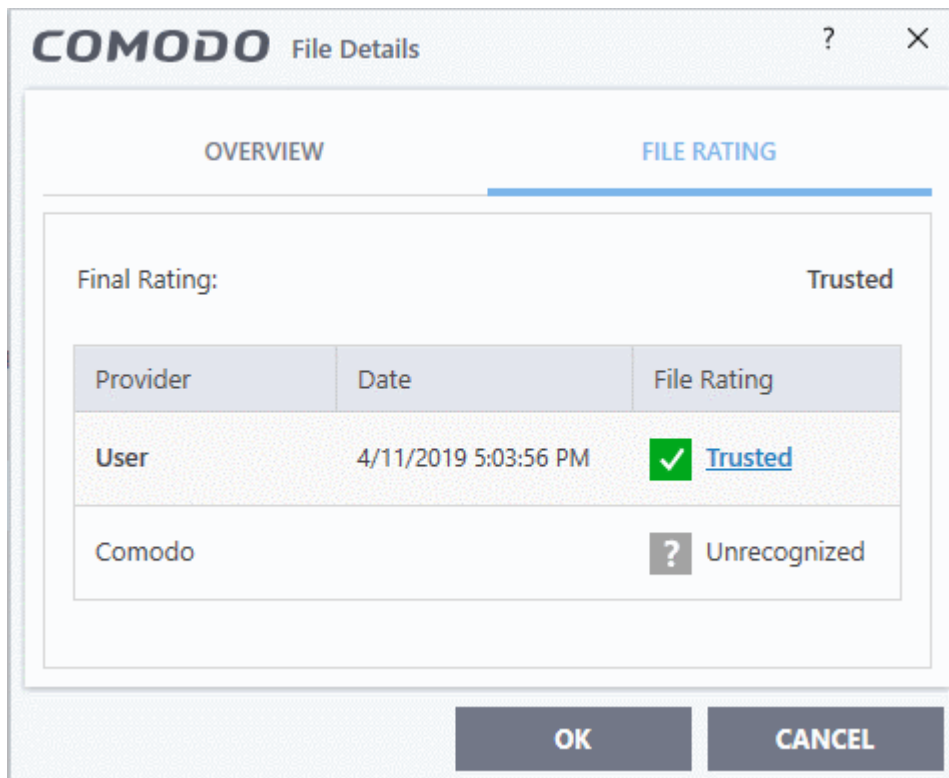 COMODO File Details ?
OVERVIEW FILE RATING
Final Rating: Trusted
Provider Date File Rating
User 4/11/2019 5:03:56 PM Trusted
Comodo ? Unrecognized
OK CANCEL